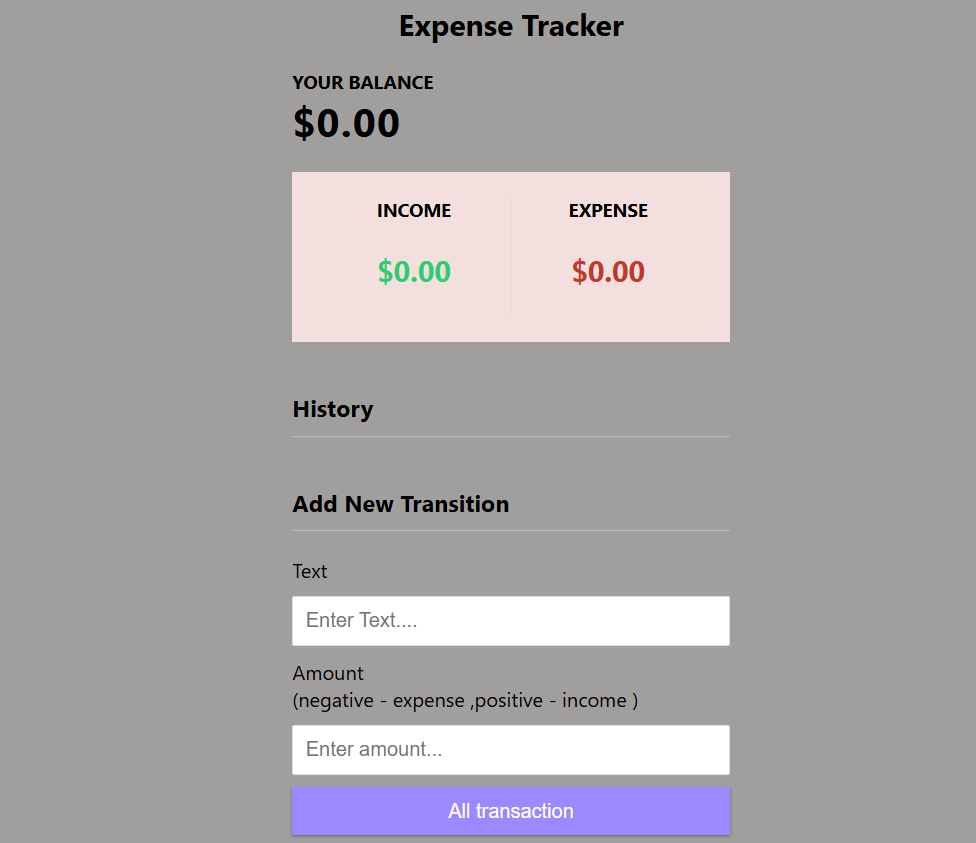 Expense Tracker
YOUR BALANCE
$0.00
INCOME EXPENSE
$0.00 $0.00
History
Add New Transition
Text
Enter Text....
Amount
(negative - expense ,positive - income )
Enter amount...
All transaction